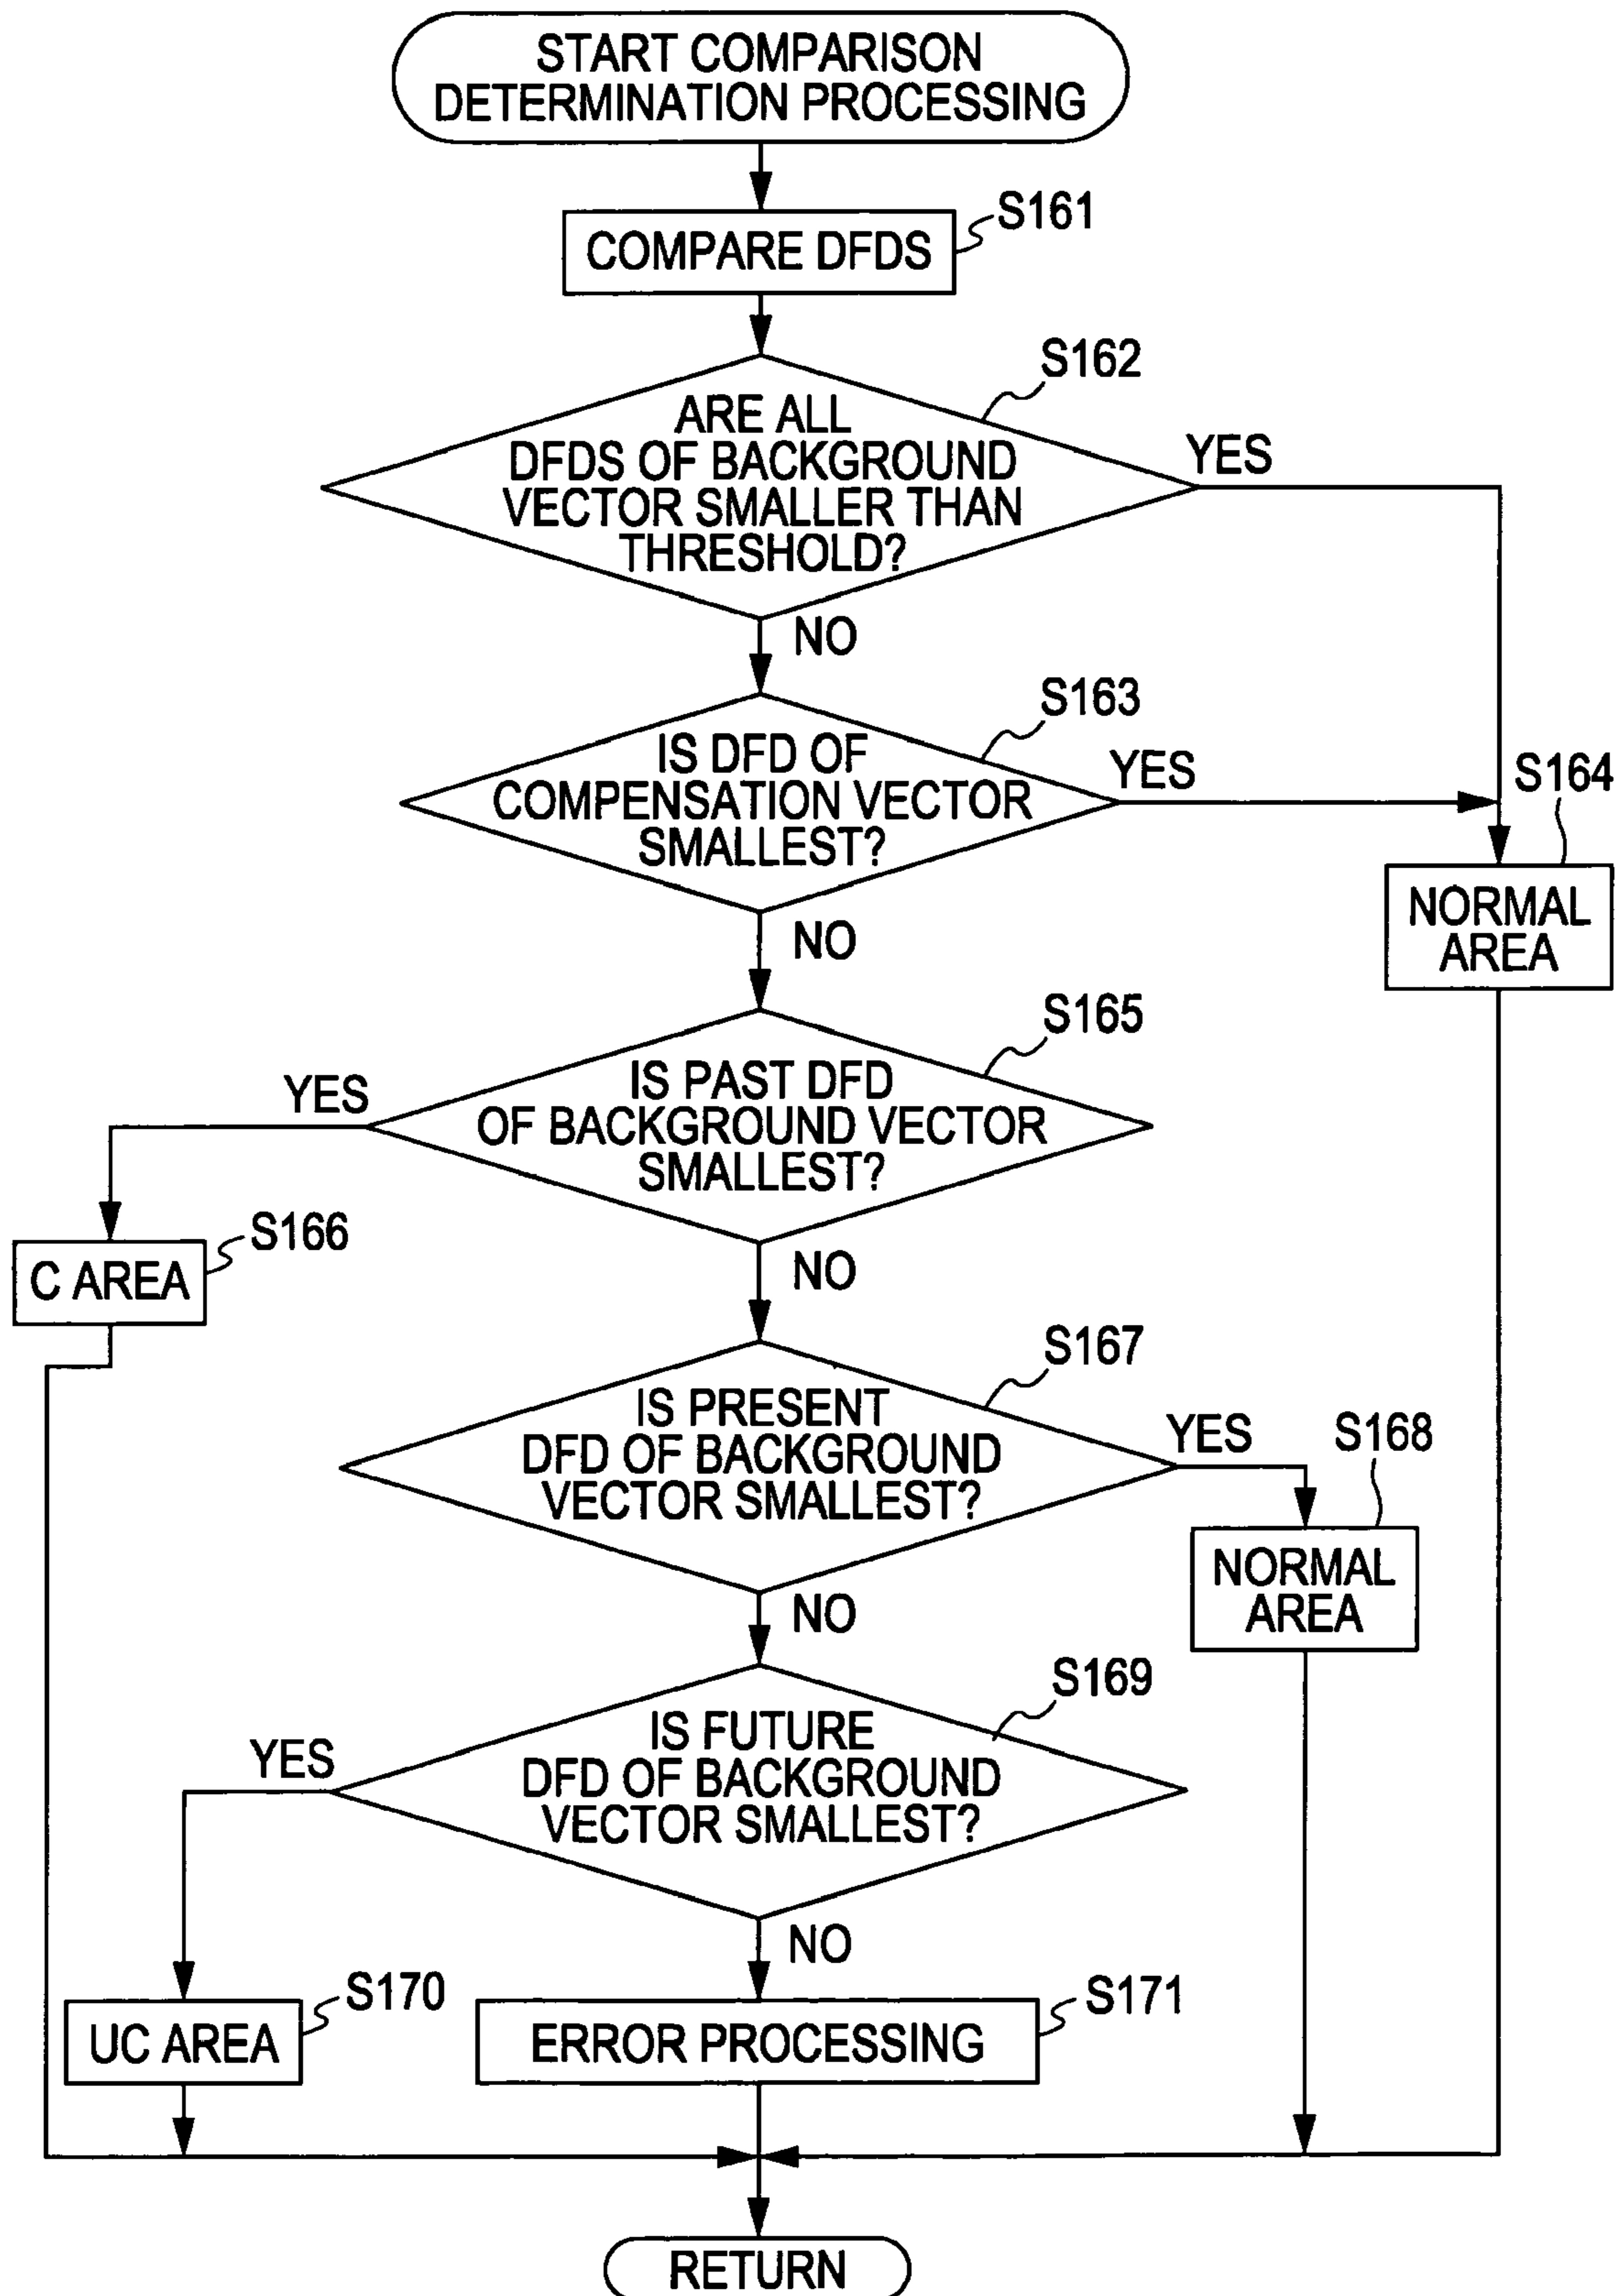 START COMPARISON
DETERMINATION PROCESSING
S161
COMPARE DFDS
S162
ARE ALL
DFDS OF BACKGROUND
VECTOR SMALLER THAN
THRESHOLD?
YES
NO
S163
IS DFD OF
COMPENSATION VECTOR
SMALLEST?
YES
S164
NORMAL
AREA
NO
S165
IS PAST DFD
OF BACKGROUND VECTOR
SMALLEST?
YES
S166
C AREA
NO
S167
IS PRESENT
DFD OF BACKGROUND
VECTOR SMALLEST?
YES
S168
NORMAL
AREA
NO
S169
IS FUTURE
DFD OF BACKGROUND
VECTOR SMALLEST?
YES
NO
S170
UC AREA
S171
ERROR PROCESSING
RETURN